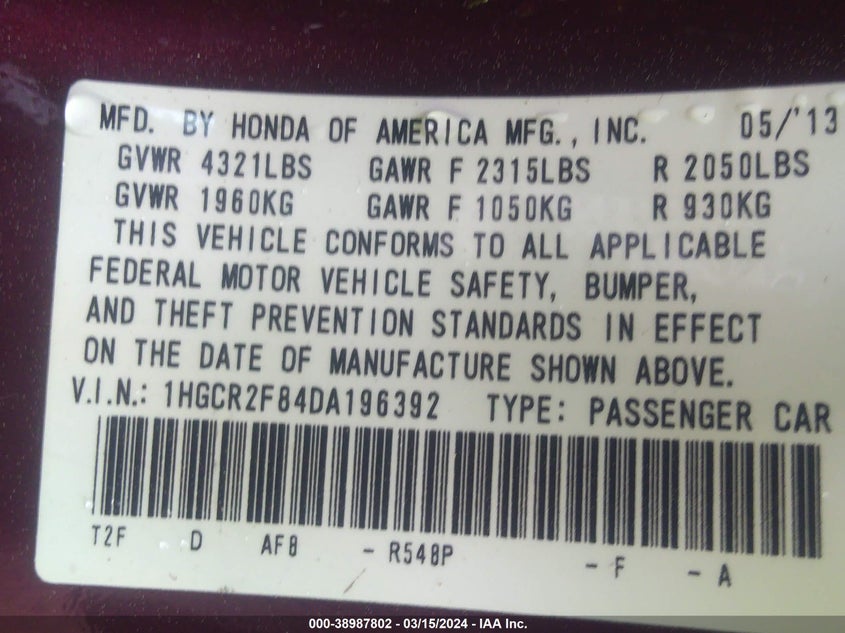 MFD. BY HONDA OF AMERICA MFG., INC. 05/'13
GVWR 4321LBS GAWR F 2315LBS R 2050LBS
GVWR 1960KG GAWR F 1050KG R 930KG
THIS VEHICLE CONFORMS TO ALL APPLICABLE
FEDERAL MOTOR VEHICLE SAFETY, BUMPER,
AND THEFT PREVENTION STANDARDS IN EFFECT
ON THE DATE OF MANUFACTURE SHOWN ABOVE.
V.I.N.: 1HGCR2F84DA196392 TYPE: PASSENGER CAR
T2F D AF8 - R548P - F - A
000-38987802 - 03/15/2024 - IAA Inc.